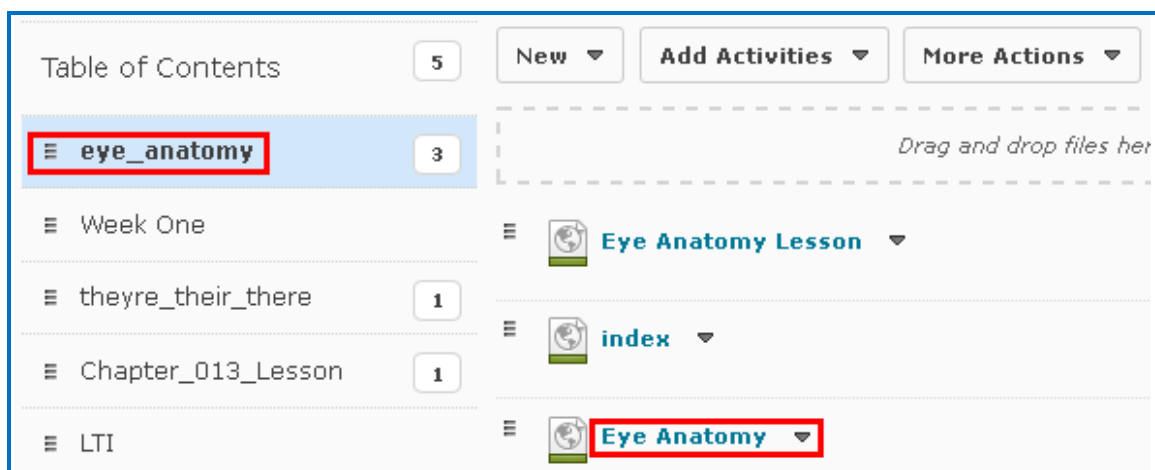 Table of Contents 5
eye_anatomy 3
Week One
theyre_their_there 1
Chapter_013_Lesson 1
LTI
New Add Activities More Actions
Drag and drop files her
Eye Anatomy Lesson
index
Eye Anatomy